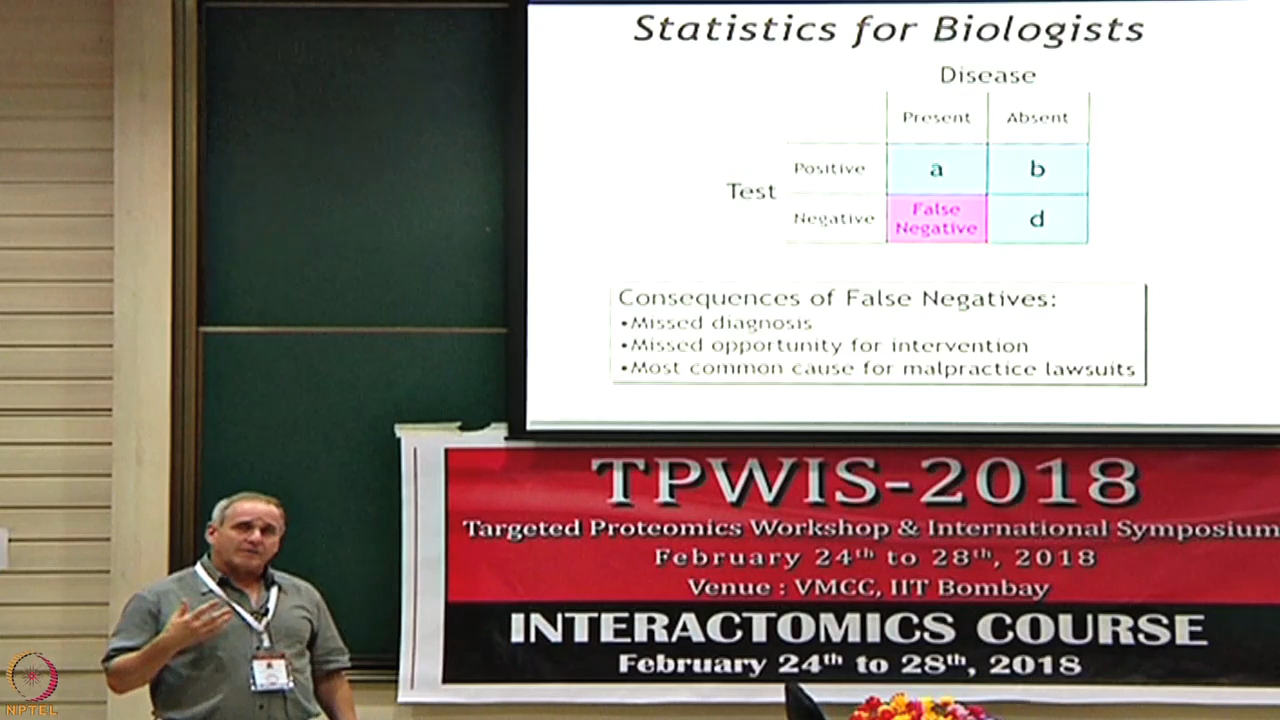 Statistics for Biologists
Disease
Present Absent
Test
Positive a b
Negative False Negative d
Consequences of False Negatives:
•Missed diagnosis
•Missed opportunity for intervention
•Most common cause for malpractice lawsuits
TPWIS-2018
Targeted Proteomics Workshop & International Symposium
February 24th to 28th, 2018
Venue : VMCC, IIT Bombay
INTERACTOMICS COURSE
February 24th to 28th, 2018
NPTEL